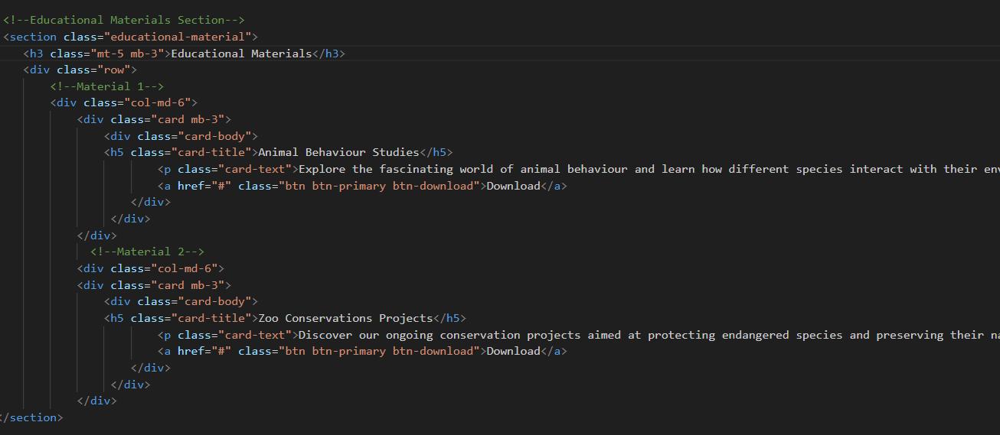 <!--Educational Materials Section-->
<section class="educational-material">
<h3 class="mt-5 mb-3">Educational Materials</h3>
<div class="row">
<!--Material 1-->
<div class="col-md-6">
<div class="card mb-3">
<div class="card-body">
<h5 class="card-title">Animal Behaviour Studies</h5>
<p class="card-text">Explore the fascinating world of animal behaviour and learn how different species interact with their
<a href="#" class="btn btn-primary btn-download">Download</a>
</div>
</div>
</div>
<!--Material 2-->
<div class="col-md-6">
<div class="card mb-3">
<div class="card-body">
<h5 class="card-title">Zoo Conservations Projects</h5>
<p class="card-text">Discover our ongoing conservation projects aimed at protecting endangered species and preserving their
<a href="#" class="btn btn-primary btn-download">Download</a>
</div>
</div>
</div>
</section>